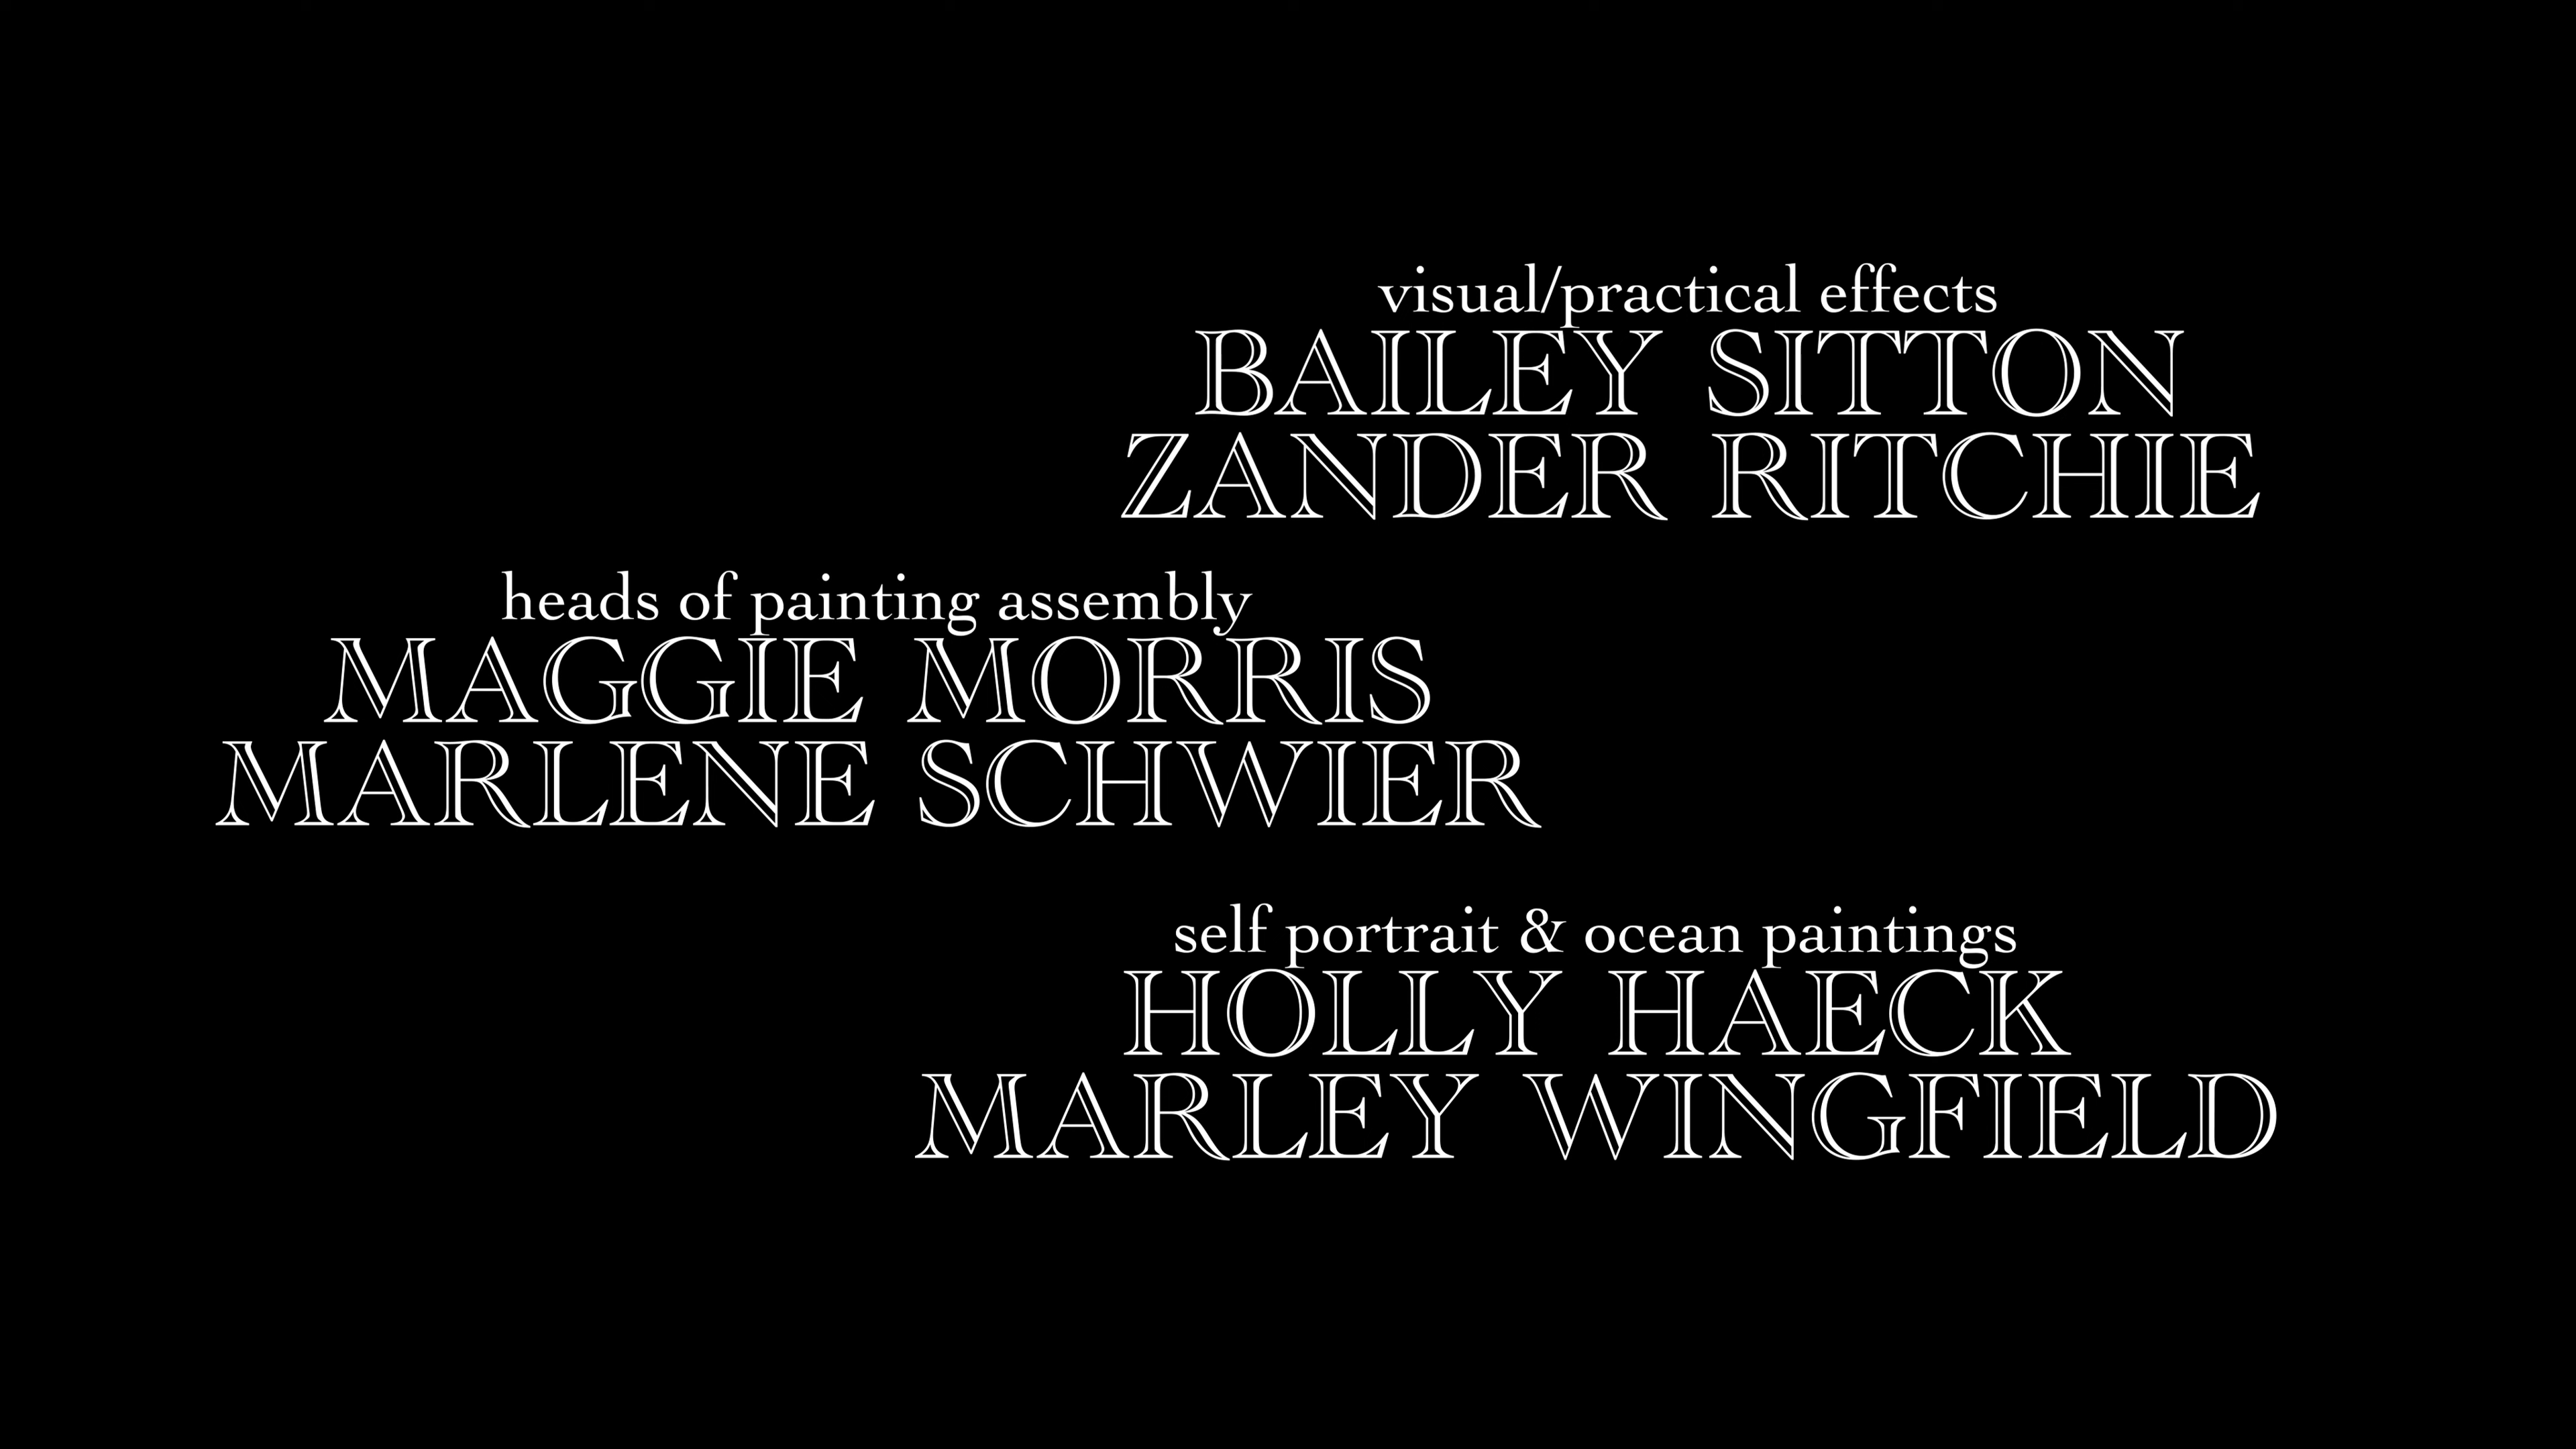 visual/practical effects
BAILEY SITTON
ZANDER RITCHIE
heads of painting assembly
MAGGIE MORRIS
MARLENE SCHWIER
self portrait & ocean paintings
HOLLY HAECK
MARLEY WINGFIELD